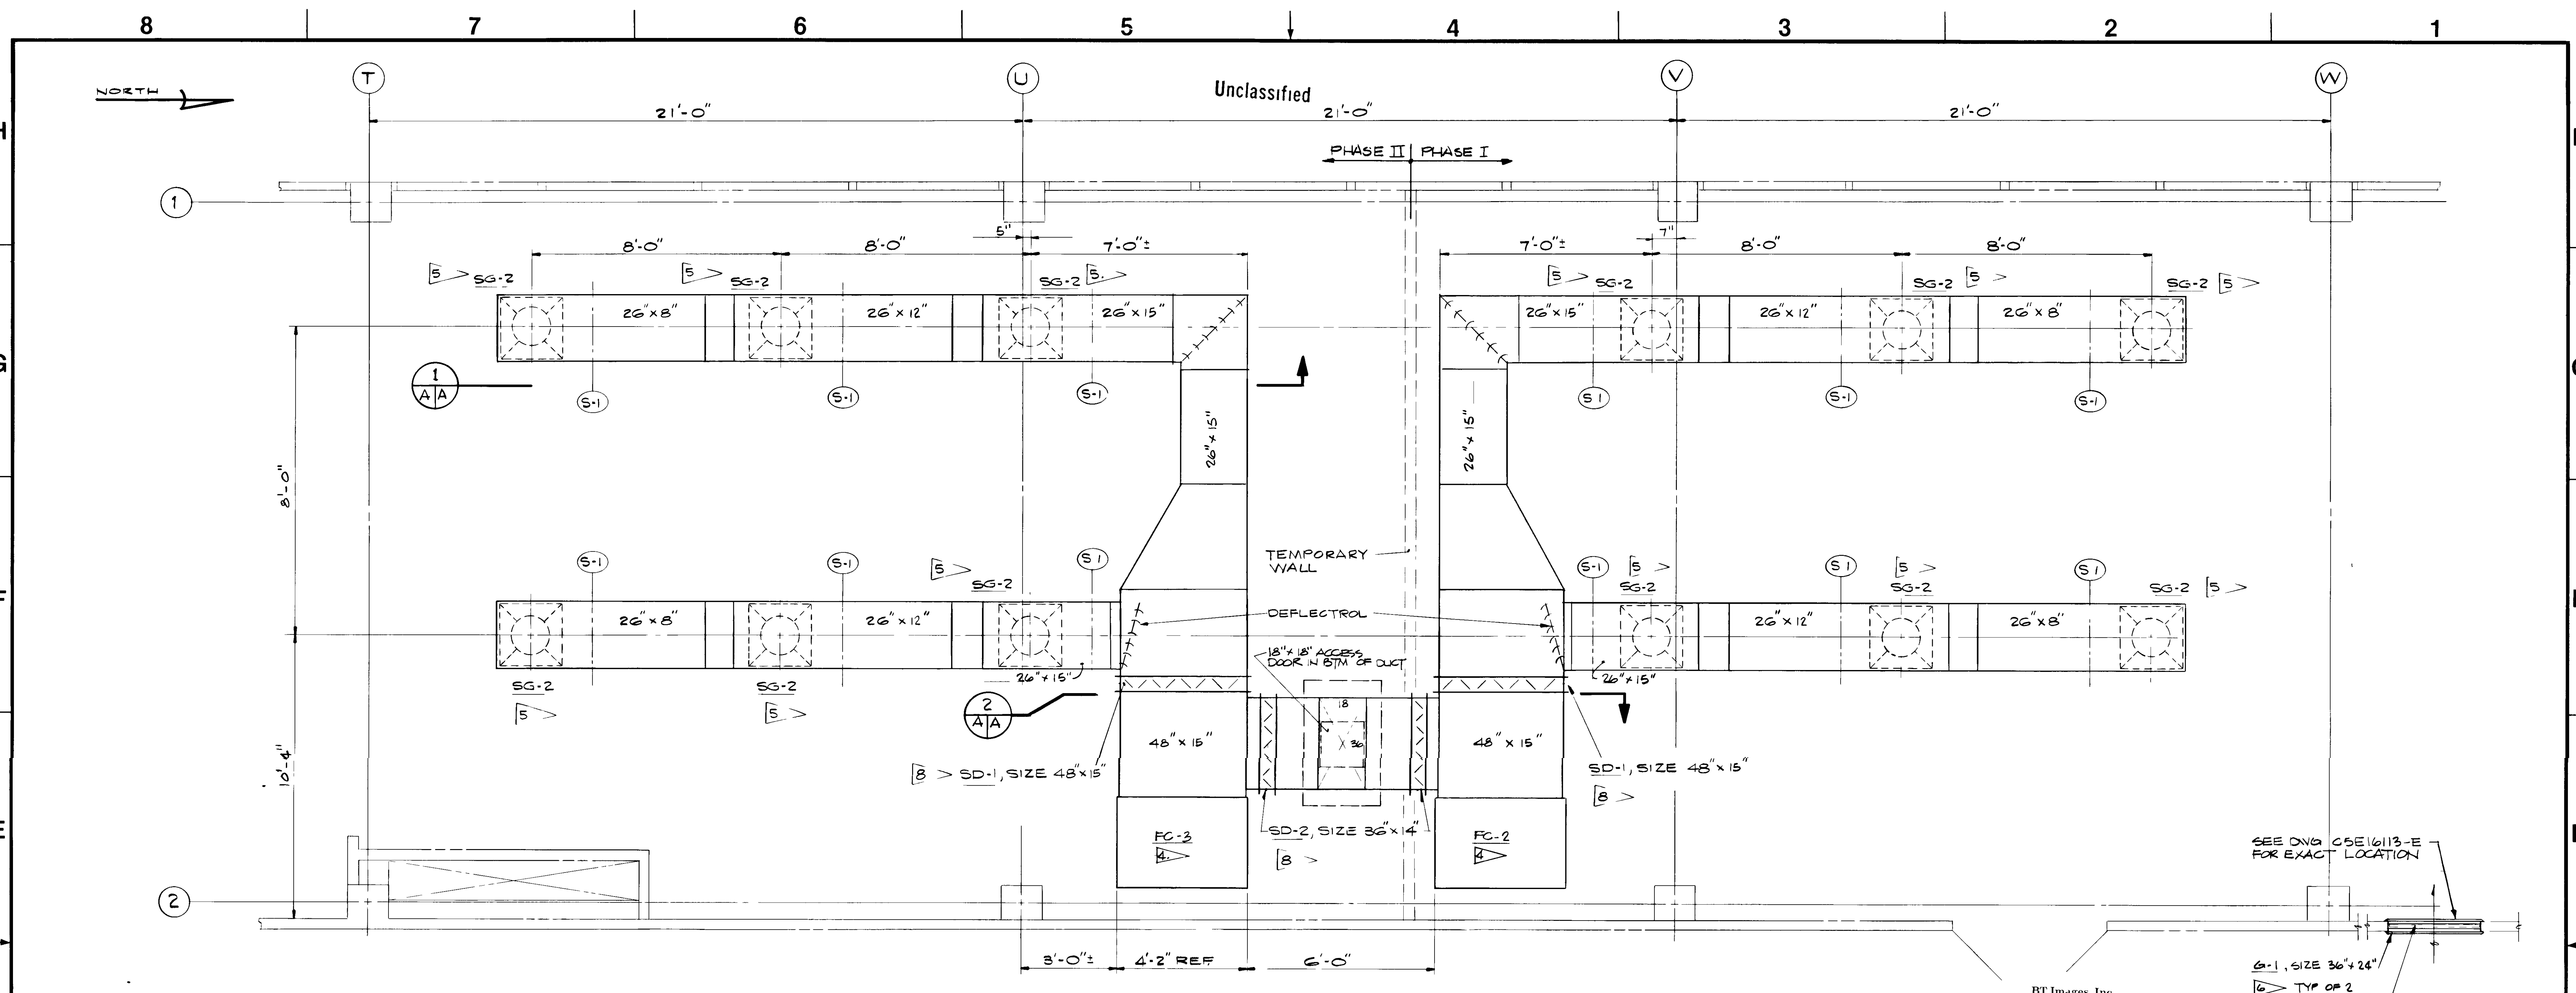 8 7 6 5 4 3 2 1
T U V W
NORTH
Unclassified
21'-0" 21'-0" 21'-0"
PHASE II PHASE I
1
5" 7"
8'-0" 8'-0" 7'-0"± 7'-0"± 8'-0" 8'-0"
5 SG-2 5 SG-2 SG-2 5. 5 SG-2 SG-2 5 SG-2 5
26"x8" 26"x12" 26"x15" 26"x15" 26"x12" 26"x8"
1
A A
S-1 S-1 S-1 S-1 S-1 S-1
26"x15" 26"x15"
8'-0"
TEMPORARY
WALL
S-1 S-1 5 S1 S-1 5 S1 5 S1
SG-2 SG-2 SG-2 SG-2 5
26"x8" 26"x12" DEFLECTROL 26"x12" 26"x8"
18"x18" ACCESS
DOOR IN BTM OF DUCT
26"x15" 26"x15"
SG-2 SG-2
5 5
2
A A
18
36
48"x15" 48"x15"
8 SD-1, SIZE 48"x15" SD-1, SIZE 48"x15"
8
10'-4"
SD-2, SIZE 36"x14"
8
FC-3 FC-2
4. 4
SEE DWG C5E16113-E
FOR EXACT LOCATION
2
3'-0"± 4'-2" REF. 6'-0"
G-1, SIZE 36"x24"
6 TYP OF 2
BT Images, Inc